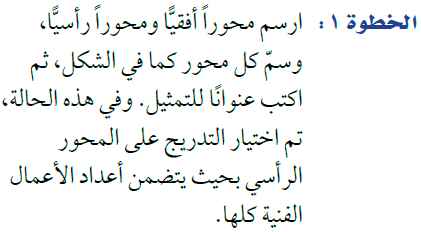 الخطوة ١: ارسم محوراً أفقيًّا ومحوراً رأسيًّا،
وسمّ كل محور كما في الشكل، ثم
اكتب عنوانًا للتمثيل. وفي هذه الحالة،
تم اختيار التدريج على المحور
الرأسي بحيث يتضمن أعداد الأعمال
الفنية كلها.